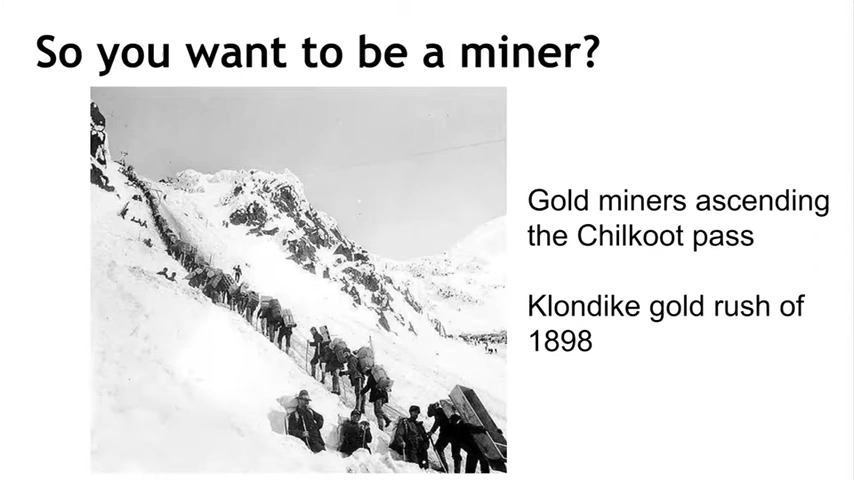 So you want to be a miner?
Gold miners ascending
the Chilkoot pass
Klondike gold rush of
1898